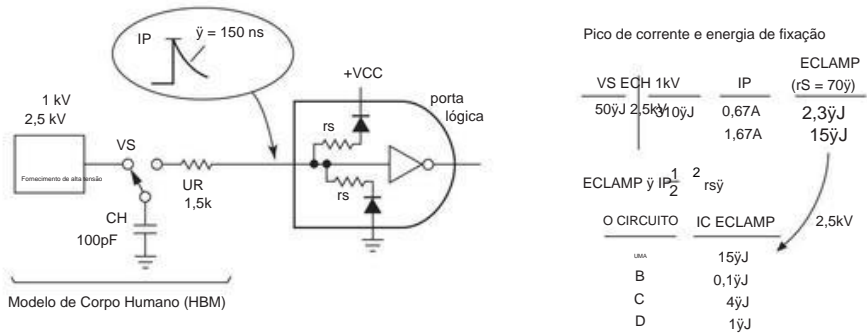 IP
ÿ = 150 ns
+VCC
porta
lógica
1 kV
2,5 kV
VS
rs
Fornecimento de alta tensão
UR
1,5k
rs
CH
100pF
Modelo de Corpo Humano (HBM)
Pico de corrente e energia de fixação
ECLAMP
VS ECH 1kV IP (rS = 70ÿ)
50ÿJ 2,5kV 310ÿJ 0,67A 2,3ÿJ
1,67A 15ÿJ
ECLAMP ÿ IP 1/2 2 rsÿ
O CIRCUITO IC ECLAMP
2,5kV
UMA 15ÿJ
B 0,1ÿJ
C 4ÿJ
D 1ÿJ